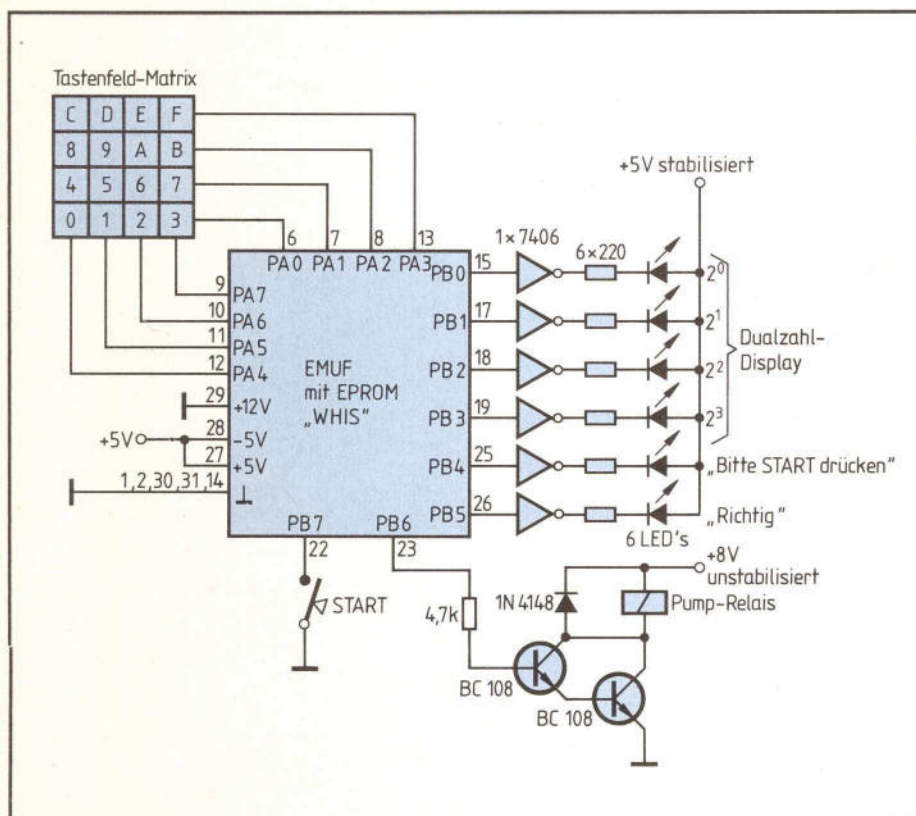 Tastenfeld-Matrix
C D E F
8 9 A B
4 5 6 7
0 1 2 3
+5V stabilisiert
6 7 8 13
1×7406
6×220
PA0 PA1 PA2 PA3
PB0 15
2⁰
9 PA7
10 PA6
11 PA5
12 PA4
PB1 17
2¹
Dualzahl-
Display
EMUF
mit EPROM
„WHIS"
PB2 18
2²
29 +12V
PB3 19
2³
+5V 28 -5V
27 +5V
PB4 25
„Bitte START drücken"
1,2,30,31,14 ⊥
PB5 26
„Richtig"
6 LED's
PB7 PB6
22 23
START
4,7k
+8V
unstabilisiert
1N4148
Pump-Relais
BC 108
BC 108